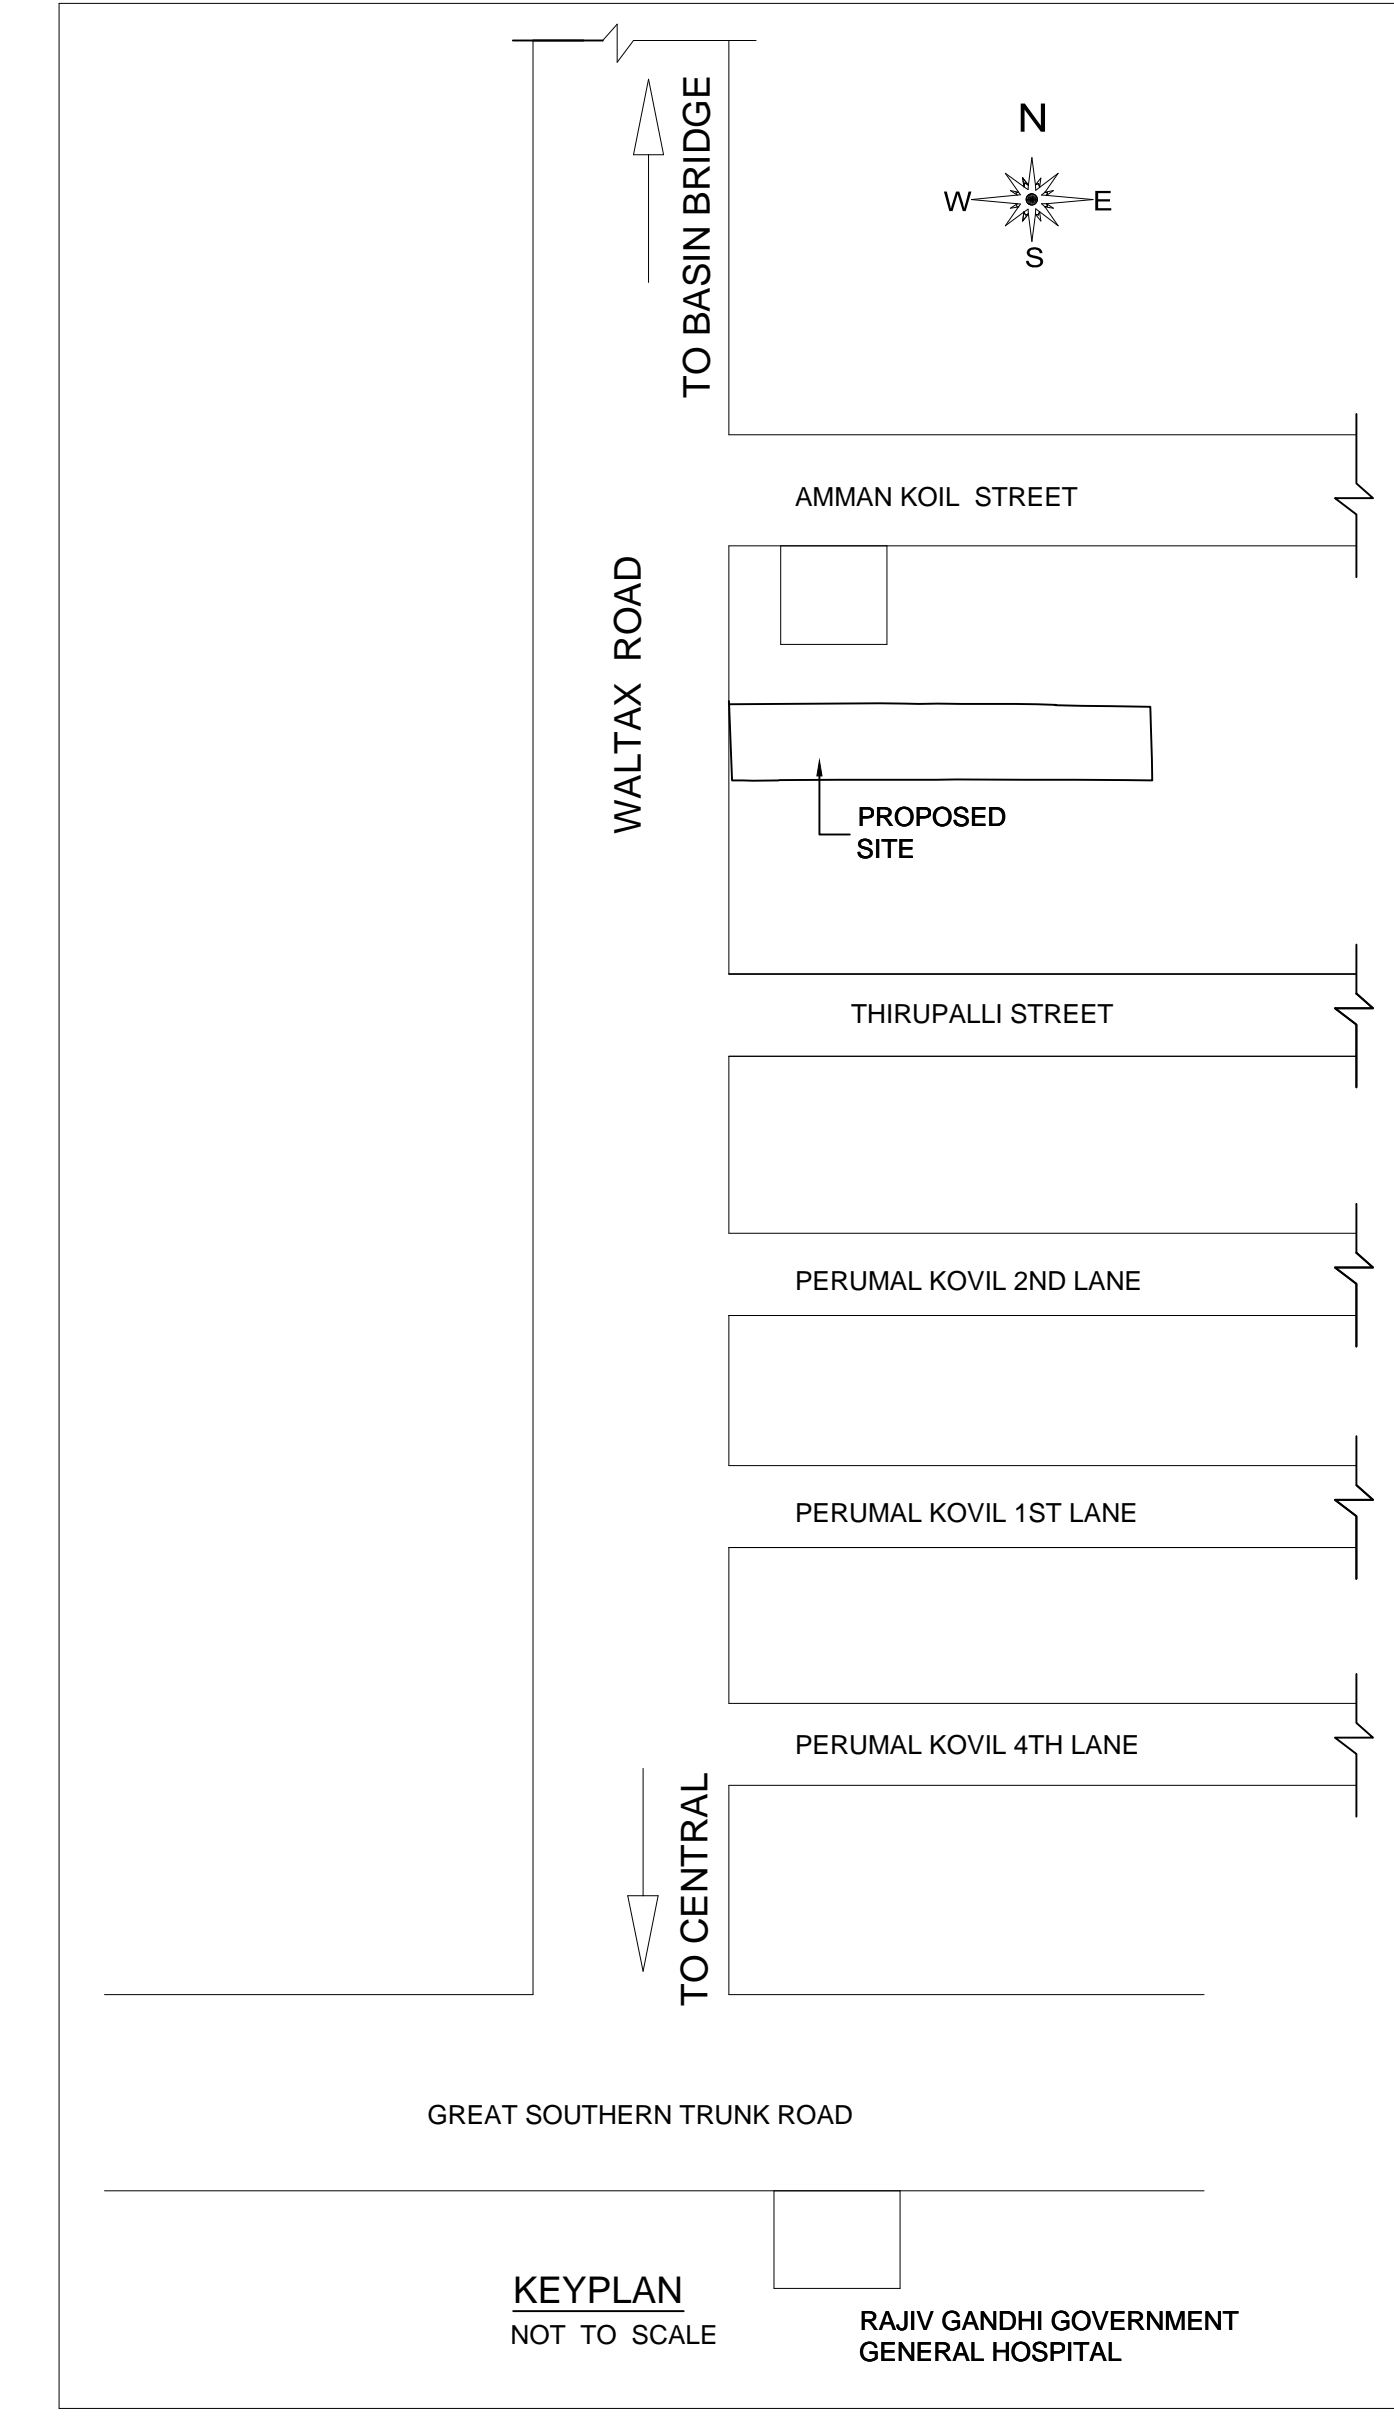 TO BASIN BRIDGE
N
W
E
S
AMMAN KOIL STREET
WALTAX ROAD
PROPOSED
SITE
THIRUPALLI STREET
PERUMAL KOVIL 2ND LANE
PERUMAL KOVIL 1ST LANE
PERUMAL KOVIL 4TH LANE
TO CENTRAL
GREAT SOUTHERN TRUNK ROAD
KEYPLAN
NOT TO SCALE
RAJIV GANDHI GOVERNMENT
GENERAL HOSPITAL